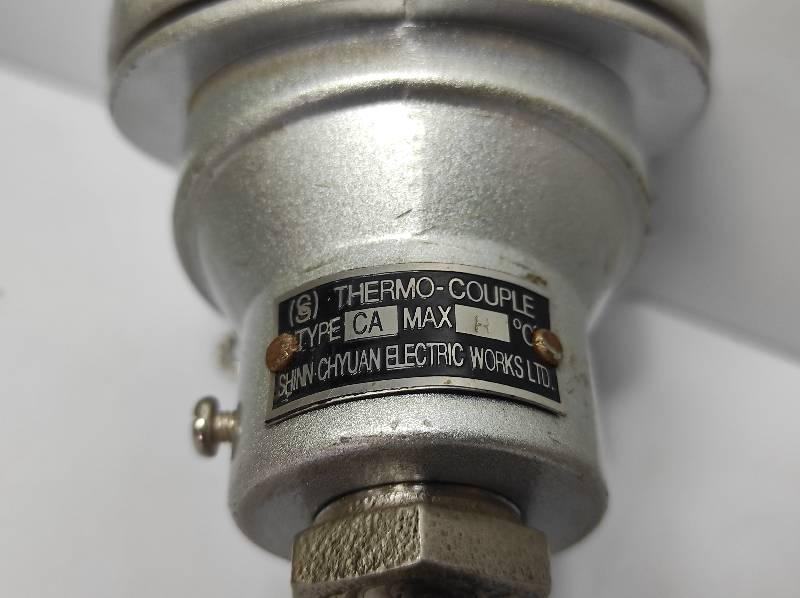 (S) THERMO-COUPLE
TYPE CA MAX H °C
SHINN-CHYUAN ELECTRIC WORKS LTD.